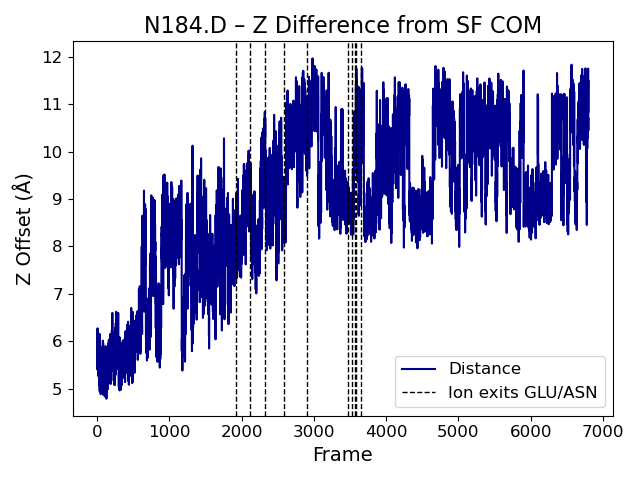 N184.D – Z Difference from SF COM
12
11
10
9
8
7
6
5
Z Offset (Å)
Distance
Ion exits GLU/ASN
0 1000 2000 3000 4000 5000 6000 7000
Frame